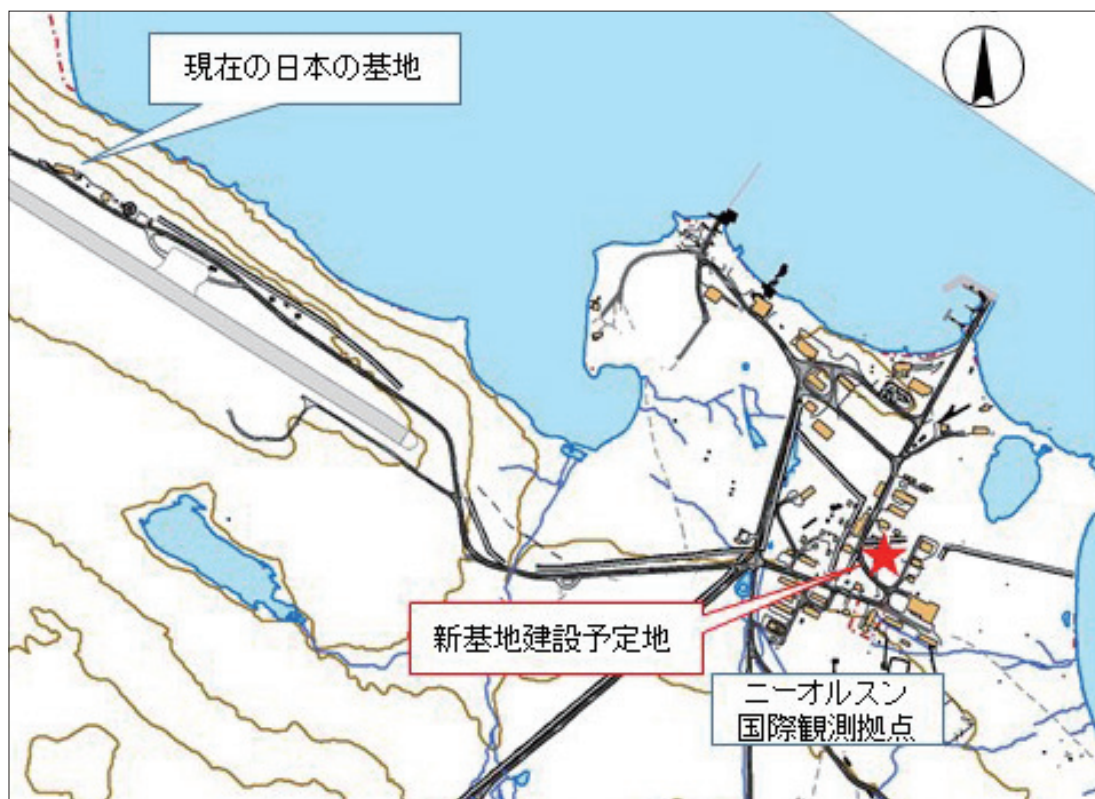 現在の日本の基地
新基地建設予定地
ニーオルスン
国際観測拠点